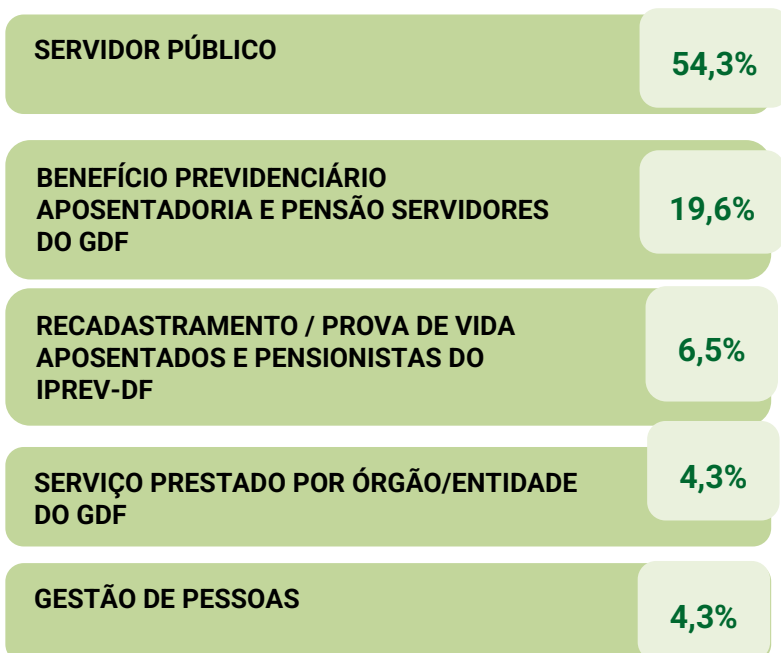 SERVIDOR PÚBLICO
54,3%
BENEFÍCIO PREVIDENCIÁRIO
APOSENTADORIA E PENSÃO SERVIDORES
DO GDF
19,6%
RECADASTRAMENTO / PROVA DE VIDA
APOSENTADOS E PENSIONISTAS DO
IPREV-DF
6,5%
SERVIÇO PRESTADO POR ÓRGÃO/ENTIDADE
DO GDF
4,3%
GESTÃO DE PESSOAS
4,3%